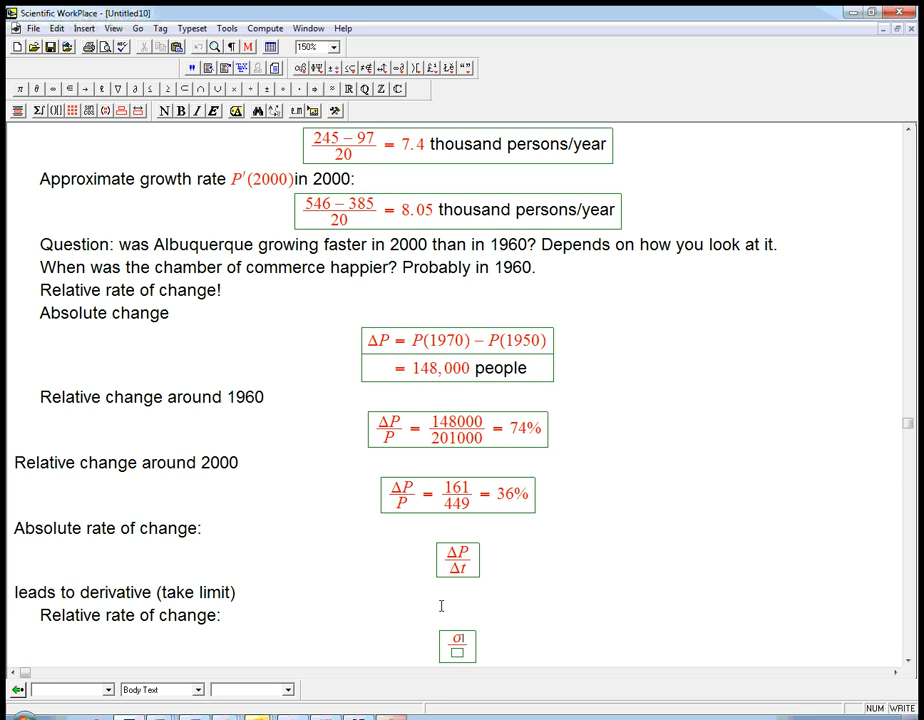 Scientific WorkPlace - [Untitled10]
File Edit Insert View Go Tag Typeset Tools Compute Window Help
150%
N B I E
(245 − 97)/20 = 7.4 thousand persons/year
Approximate growth rate P′(2000)in 2000:
(546 − 385)/20 = 8.05 thousand persons/year
Question: was Albuquerque growing faster in 2000 than in 1960? Depends on how you look at it.
When was the chamber of commerce happier? Probably in 1960.
Relative rate of change!
Absolute change
ΔP = P(1970) − P(1950)
= 148,000 people
Relative change around 1960
ΔP/P = 148000/201000 = 74%
Relative change around 2000
ΔP/P = 161/449 = 36%
Absolute rate of change:
ΔP/Δt
leads to derivative (take limit)
Relative rate of change:
σ
Body Text
NUM WRITE